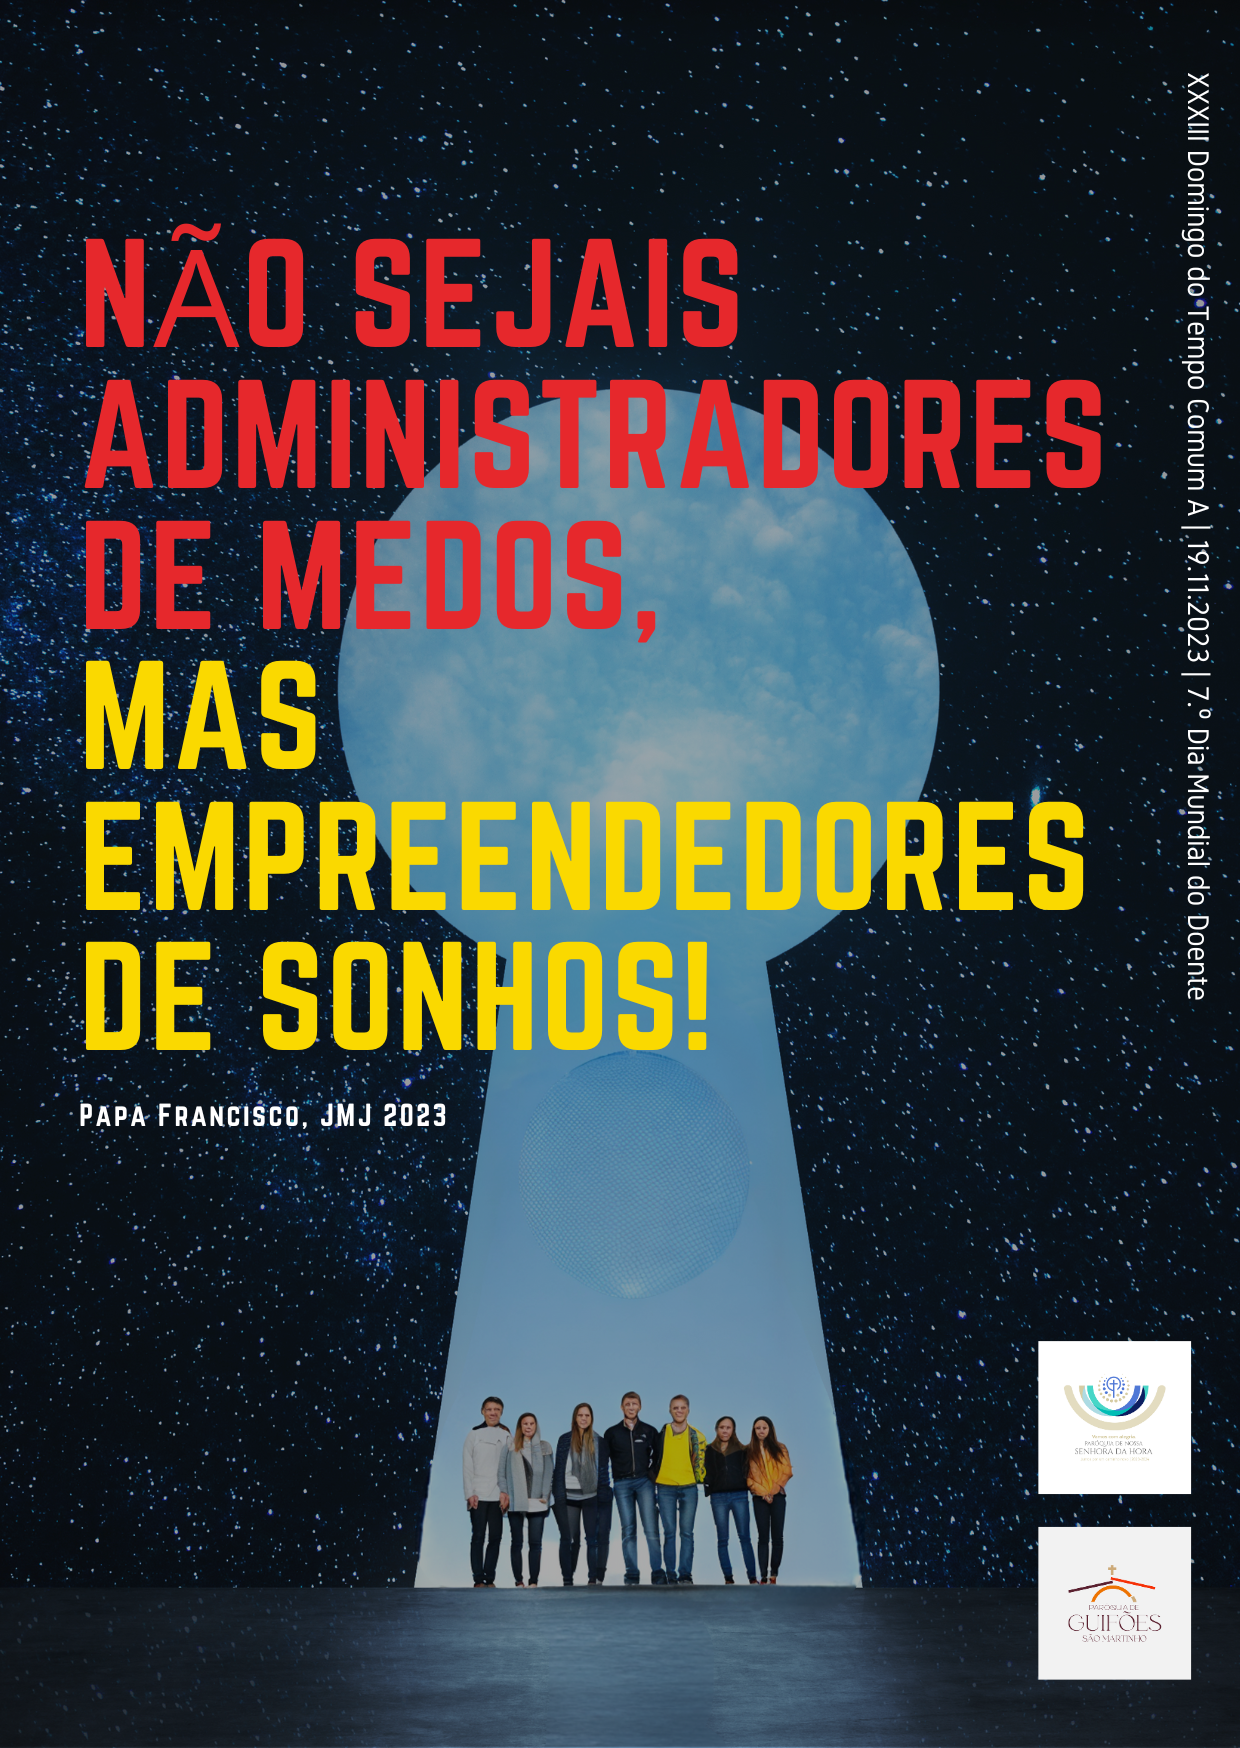 NÃO SEJAIS
ADMINISTRADORES
DE MEDOS,
MAS
EMPREENDEDORES
DE SONHOS!
PAPA FRANCISCO, JMJ 2023
XXXIII Domingo do Tempo Comum A | 19.11.2023 | 7.º Dia Mundial do Doente
PARÓQUIA DE NOSSA
SENHORA DA HORA
PARÓQUIA DE
GUIFÕES
SÃO MARTINHO